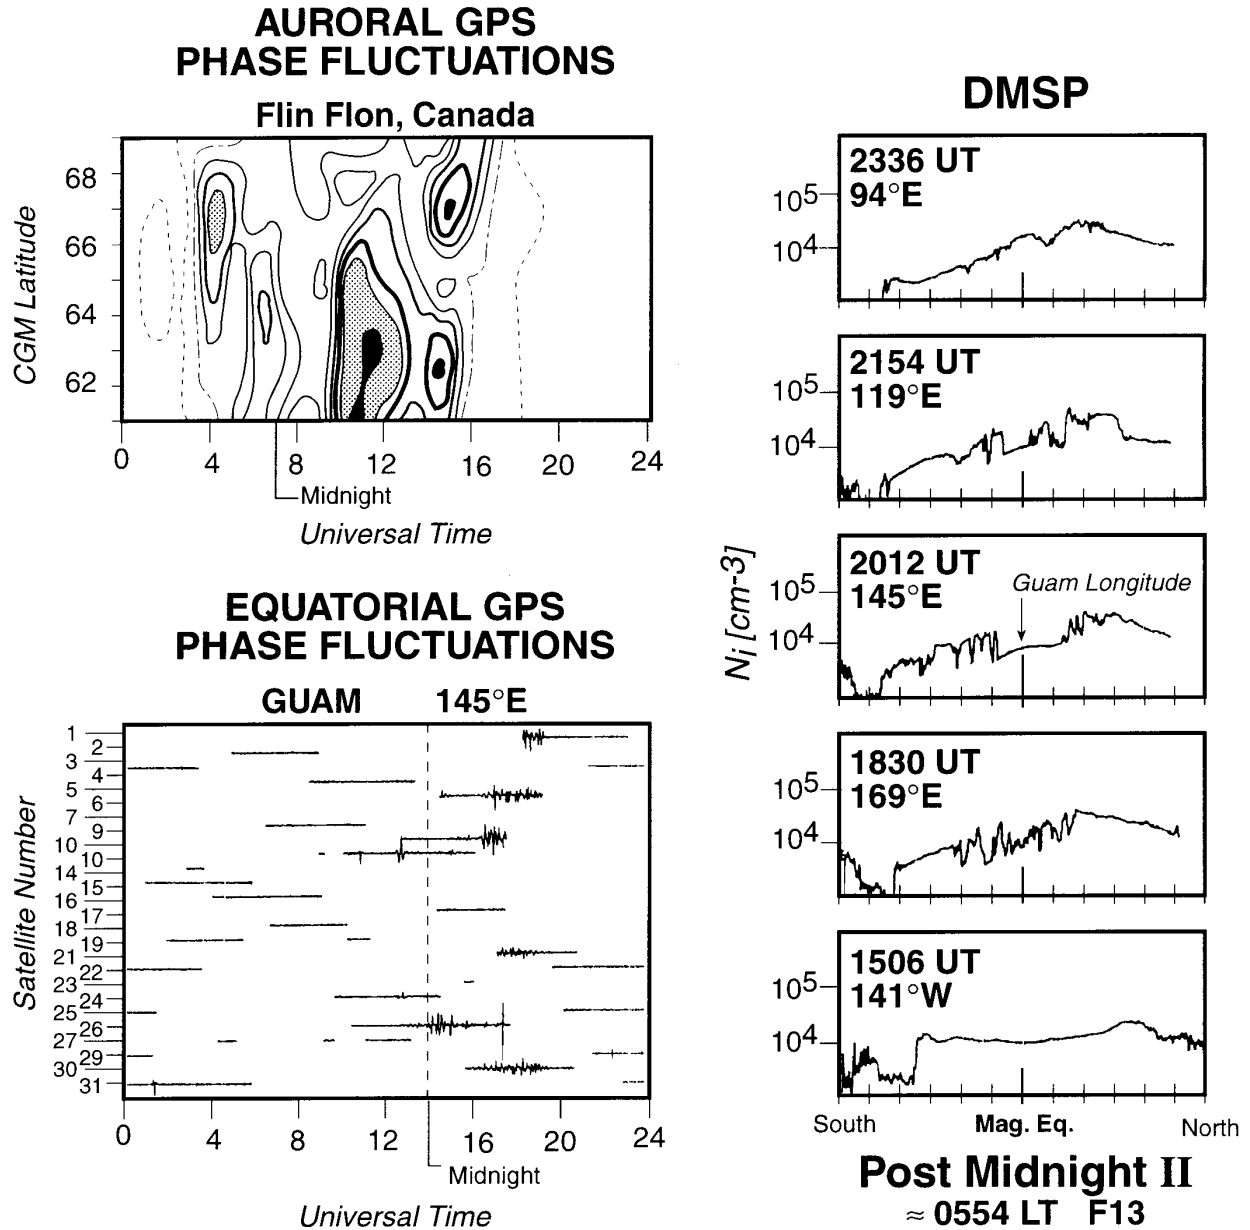 AURORAL GPS
PHASE FLUCTUATIONS
Flin Flon, Canada
CGM Latitude
68
66
64
62
0 4 8 12 16 20 24
Midnight
Universal Time
EQUATORIAL GPS
PHASE FLUCTUATIONS
GUAM 145°E
Satellite Number
1
2
3
4
5
6
7
9
10
10
14
15
16
17
18
19
21
22
23
24
25
26
27
29
30
31
0 4 8 12 16 20 24
Midnight
Universal Time
DMSP
Ni [cm-3]
2336 UT
94°E
10⁵
10⁴
2154 UT
119°E
10⁵
10⁴
2012 UT
145°E
Guam Longitude
10⁵
10⁴
1830 UT
169°E
10⁵
10⁴
1506 UT
141°W
10⁵
10⁴
South Mag. Eq. North
Post Midnight II
≈ 0554 LT F13